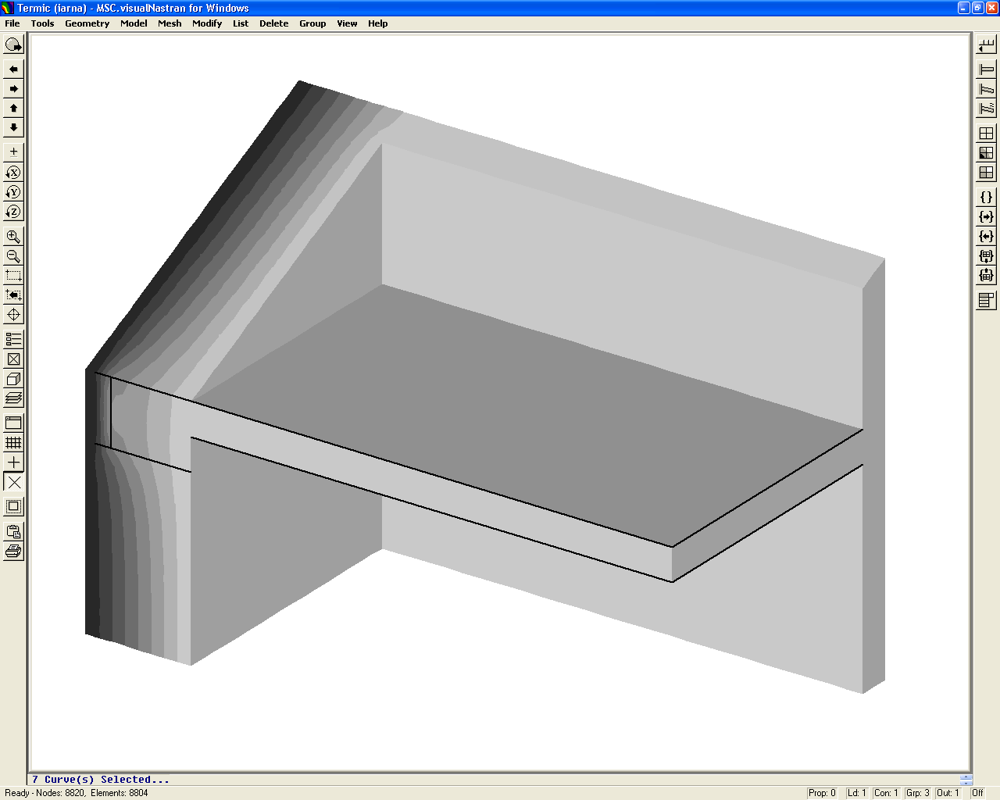 Termic (iarna) - MSC.visualNastran for Windows
File Tools Geometry Model Mesh Modify List Delete Group View Help
X
Y
Z
7 Curve(s) Selected...
Ready - Nodes: 8820, Elements: 8804 Prop: 0 Ld: 1 Con: 1 Grp: 3 Out: 1 Off